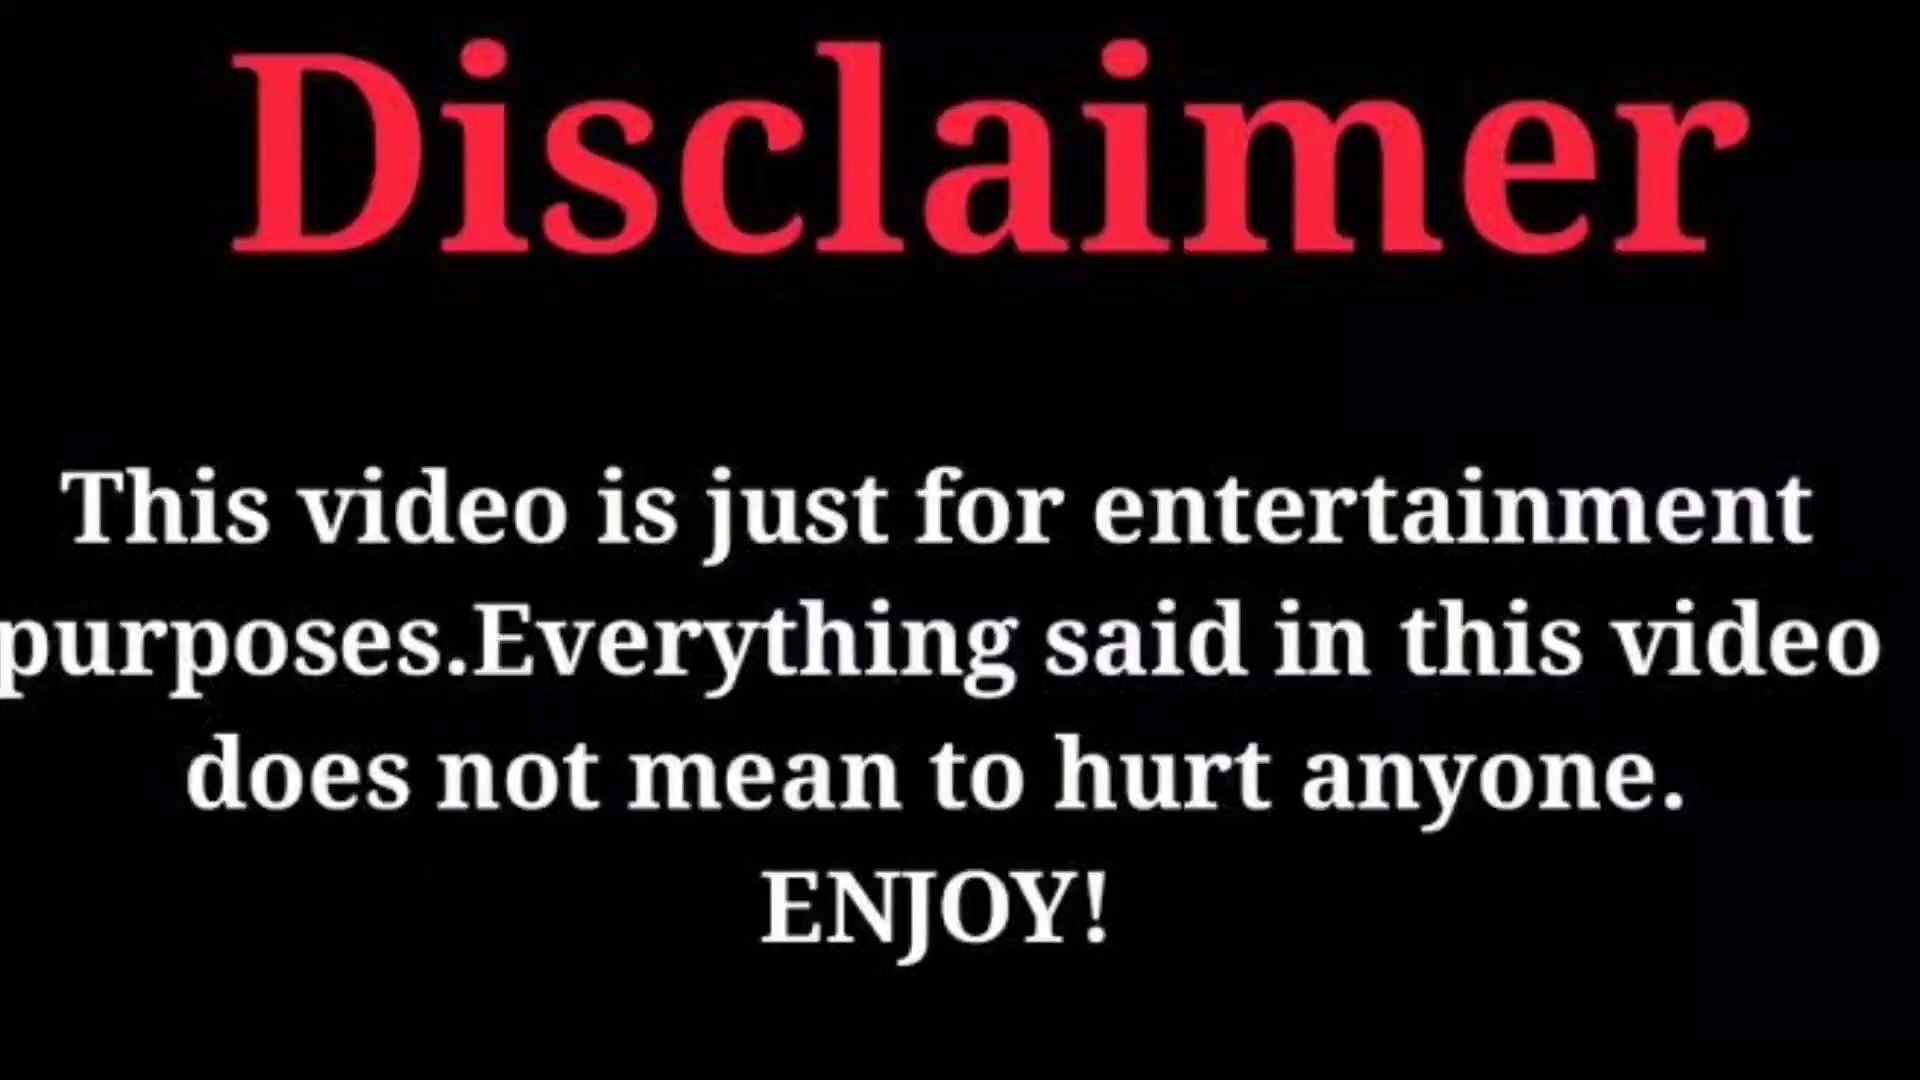 Disclaimer
This video is just for entertainment
purposes.Everything said in this video
does not mean to hurt anyone.
ENJOY!